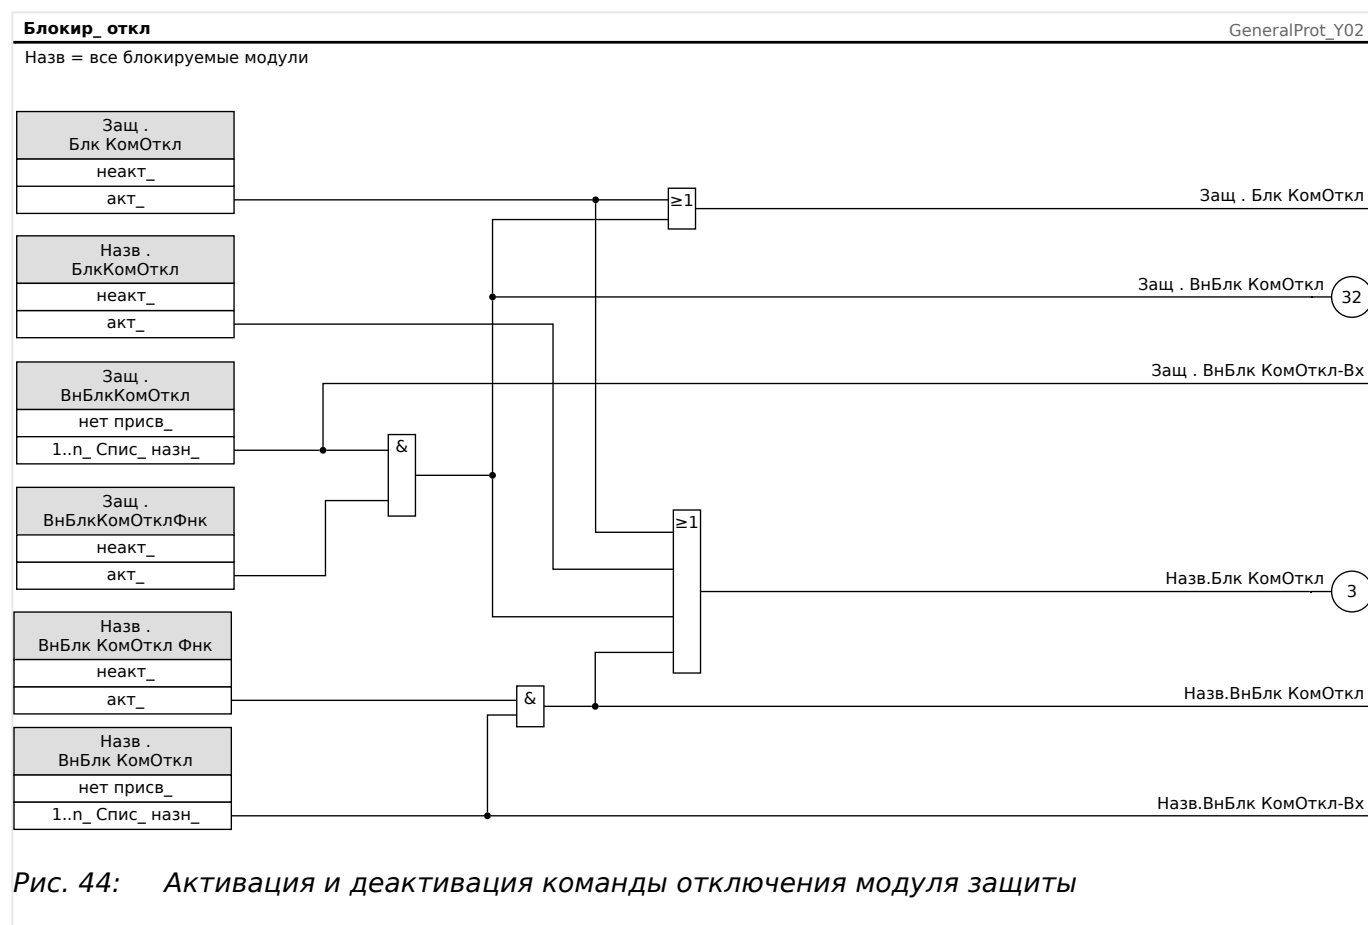 Блокир_ откл
GeneralProt_Y02
Назв = все блокируемые модули
Защ .
Блк КомОткл
неакт_
акт_
≥1
Защ . Блк КомОткл
Назв .
БлкКомОткл
неакт_
акт_
Защ . ВнБлк КомОткл
32
Защ .
ВнБлкКомОткл
нет присв_
1..n_ Спис_ назн_
Защ . ВнБлк КомОткл-Вх
&
Защ .
ВнБлкКомОтклФнк
неакт_
акт_
≥1
Назв.Блк КомОткл
3
Назв .
ВнБлк КомОткл Фнк
неакт_
акт_
&
Назв.ВнБлк КомОткл
Назв .
ВнБлк КомОткл
нет присв_
1..n_ Спис_ назн_
Назв.ВнБлк КомОткл-Вх
Рис. 44: Активация и деактивация команды отключения модуля защиты